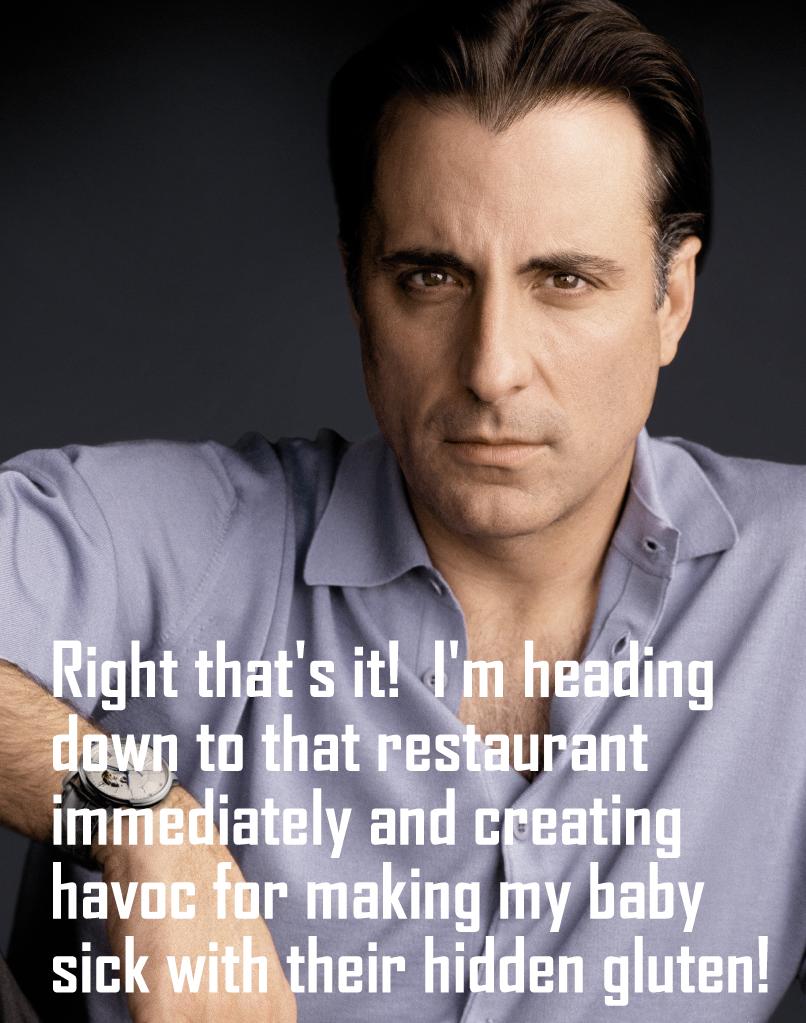 Right that's it!  I'm heading
down to that restaurant
immediately and creating
havoc for making my baby
sick with their hidden gluten!